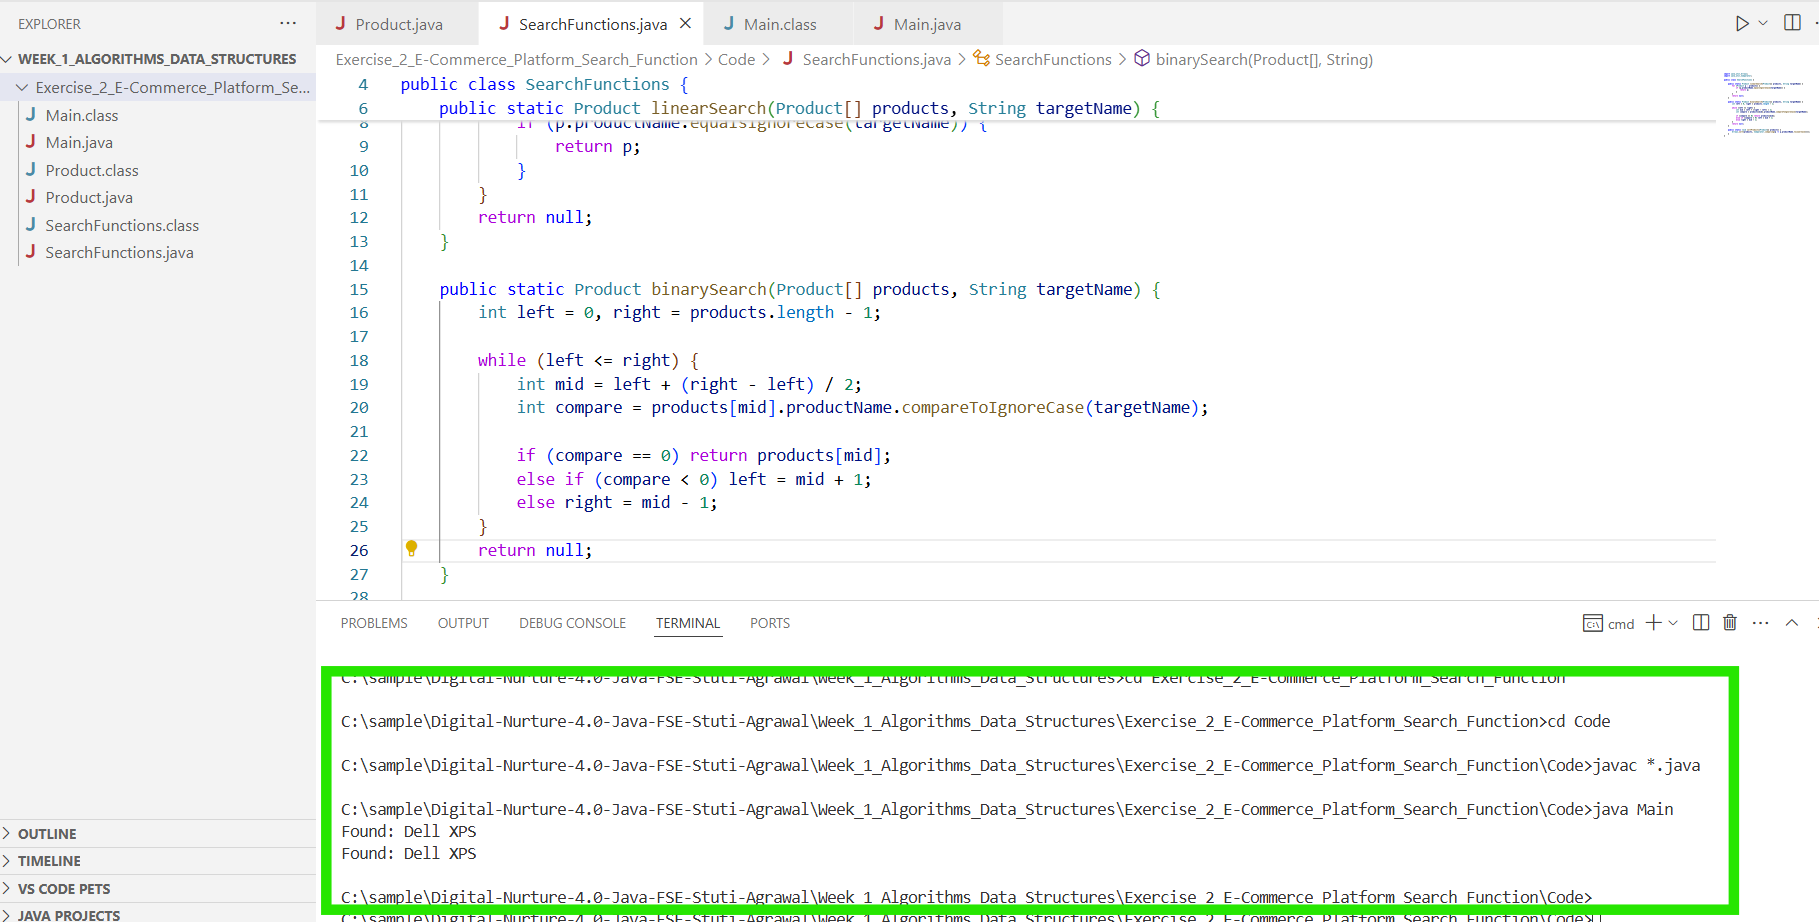 EXPLORER
WEEK_1_ALGORITHMS_DATA_STRUCTURES
Exercise_2_E-Commerce_Platform_Se...
Main.class
Main.java
Product.class
Product.java
SearchFunctions.class
SearchFunctions.java
OUTLINE
TIMELINE
VS CODE PETS
JAVA PROJECTS
Product.java
SearchFunctions.java
Main.class
Main.java
Exercise_2_E-Commerce_Platform_Search_Function > Code > SearchFunctions.java > SearchFunctions > binarySearch(Product[], String)
4 public class SearchFunctions {
6 public static Product linearSearch(Product[] products, String targetName) {
8 if (p.productName.equalsIgnoreCase(targetName)) {
9 return p;
10 }
11 }
12 return null;
13 }
14
15 public static Product binarySearch(Product[] products, String targetName) {
16 int left = 0, right = products.length - 1;
17
18 while (left <= right) {
19 int mid = left + (right - left) / 2;
20 int compare = products[mid].productName.compareToIgnoreCase(targetName);
21
22 if (compare == 0) return products[mid];
23 else if (compare < 0) left = mid + 1;
24 else right = mid - 1;
25 }
26 return null;
27 }
28
PROBLEMS OUTPUT DEBUG CONSOLE TERMINAL PORTS
cmd
C:\sample\Digital-Nurture-4.0-Java-FSE-Stuti-Agrawal\Week_1_Algorithms_Data_Structures>cd Exercise_2_E-Commerce_Platform_Search_Function
C:\sample\Digital-Nurture-4.0-Java-FSE-Stuti-Agrawal\Week_1_Algorithms_Data_Structures\Exercise_2_E-Commerce_Platform_Search_Function>cd Code
C:\sample\Digital-Nurture-4.0-Java-FSE-Stuti-Agrawal\Week_1_Algorithms_Data_Structures\Exercise_2_E-Commerce_Platform_Search_Function\Code>javac *.java
C:\sample\Digital-Nurture-4.0-Java-FSE-Stuti-Agrawal\Week_1_Algorithms_Data_Structures\Exercise_2_E-Commerce_Platform_Search_Function\Code>java Main
Found: Dell XPS
Found: Dell XPS
C:\sample\Digital-Nurture-4.0-Java-FSE-Stuti-Agrawal\Week_1_Algorithms_Data_Structures\Exercise_2_E-Commerce_Platform_Search_Function\Code>
C:\sample\Digital-Nurture-4.0-Java-FSE-Stuti-Agrawal\Week_1_Algorithms_Data_Structures\Exercise_2_E-Commerce_Platform_Search_Function\Code>